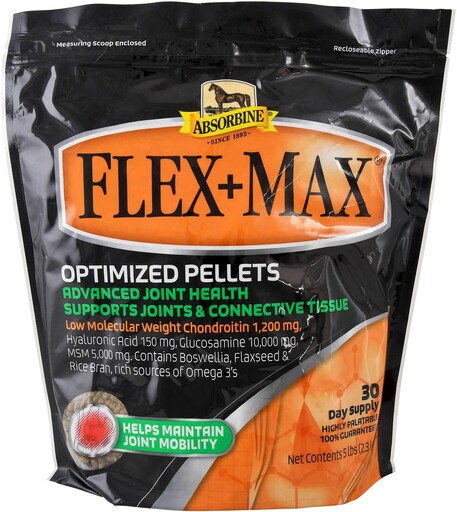 Measuring Scoop Enclosed
Recloseable Zipper
ABSORBINE
SINCE 1892
FLEX+MAX®
OPTIMIZED PELLETS
ADVANCED JOINT HEALTH
SUPPORTS JOINTS & CONNECTIVE TISSUE
Low Molecular Weight Chondroitin 1,200 mg,
Hyaluronic Acid 150 mg, Glucosamine 10,000 mg,
MSM 5,000 mg. Contains Boswellia, Flaxseed &
Rice Bran, rich sources of Omega 3's
HELPS MAINTAIN
JOINT MOBILITY
30
Day Supply
HIGHLY PALATABLE
100% GUARANTEED
Net Contents 5 lbs (2.3